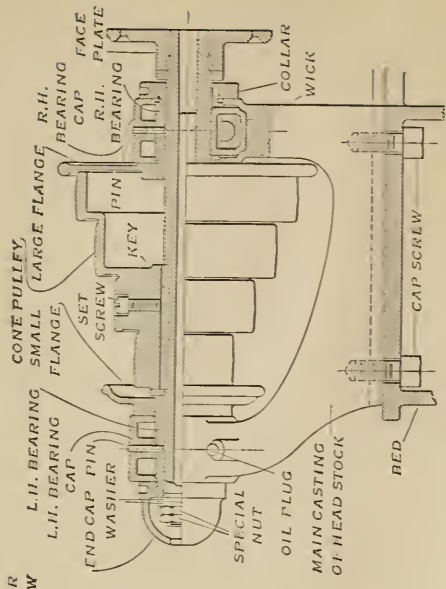 R
W
L.H. BEARING
L.H. BEARING
CAP
END CAP PIN
WASHER
CONE PULLEY
SMALL
FLANGE
LARGE FLANGE
SET
SCREW
KEY
PIN
R.H.
BEARING
CAP
R.H.
BEARING
FACE
PLATE
COLLAR
WICK
SPECIAL
NUT
OIL PLUG
MAIN CASTING
OF HEAD STOCK
BED
CAP SCREW